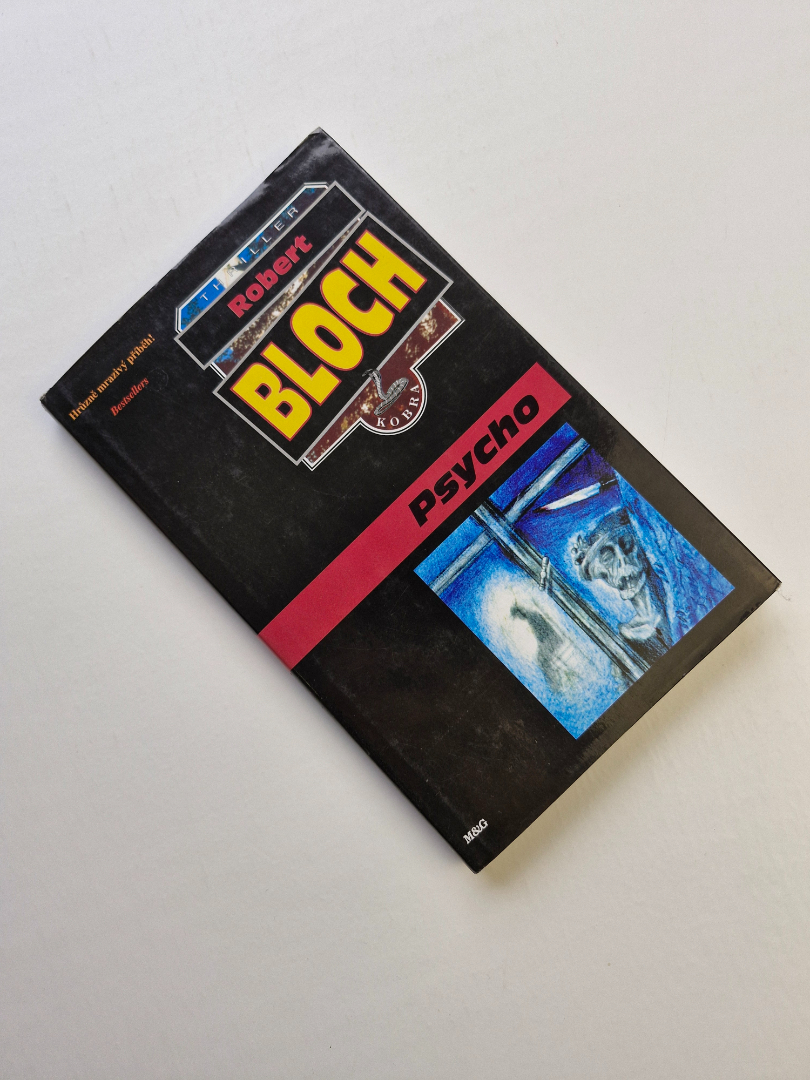 Hrůzně mrazivý příběh!
Bestsellers
THRILLER
Robert
BLOCH
KOBRA
Psycho
M&G